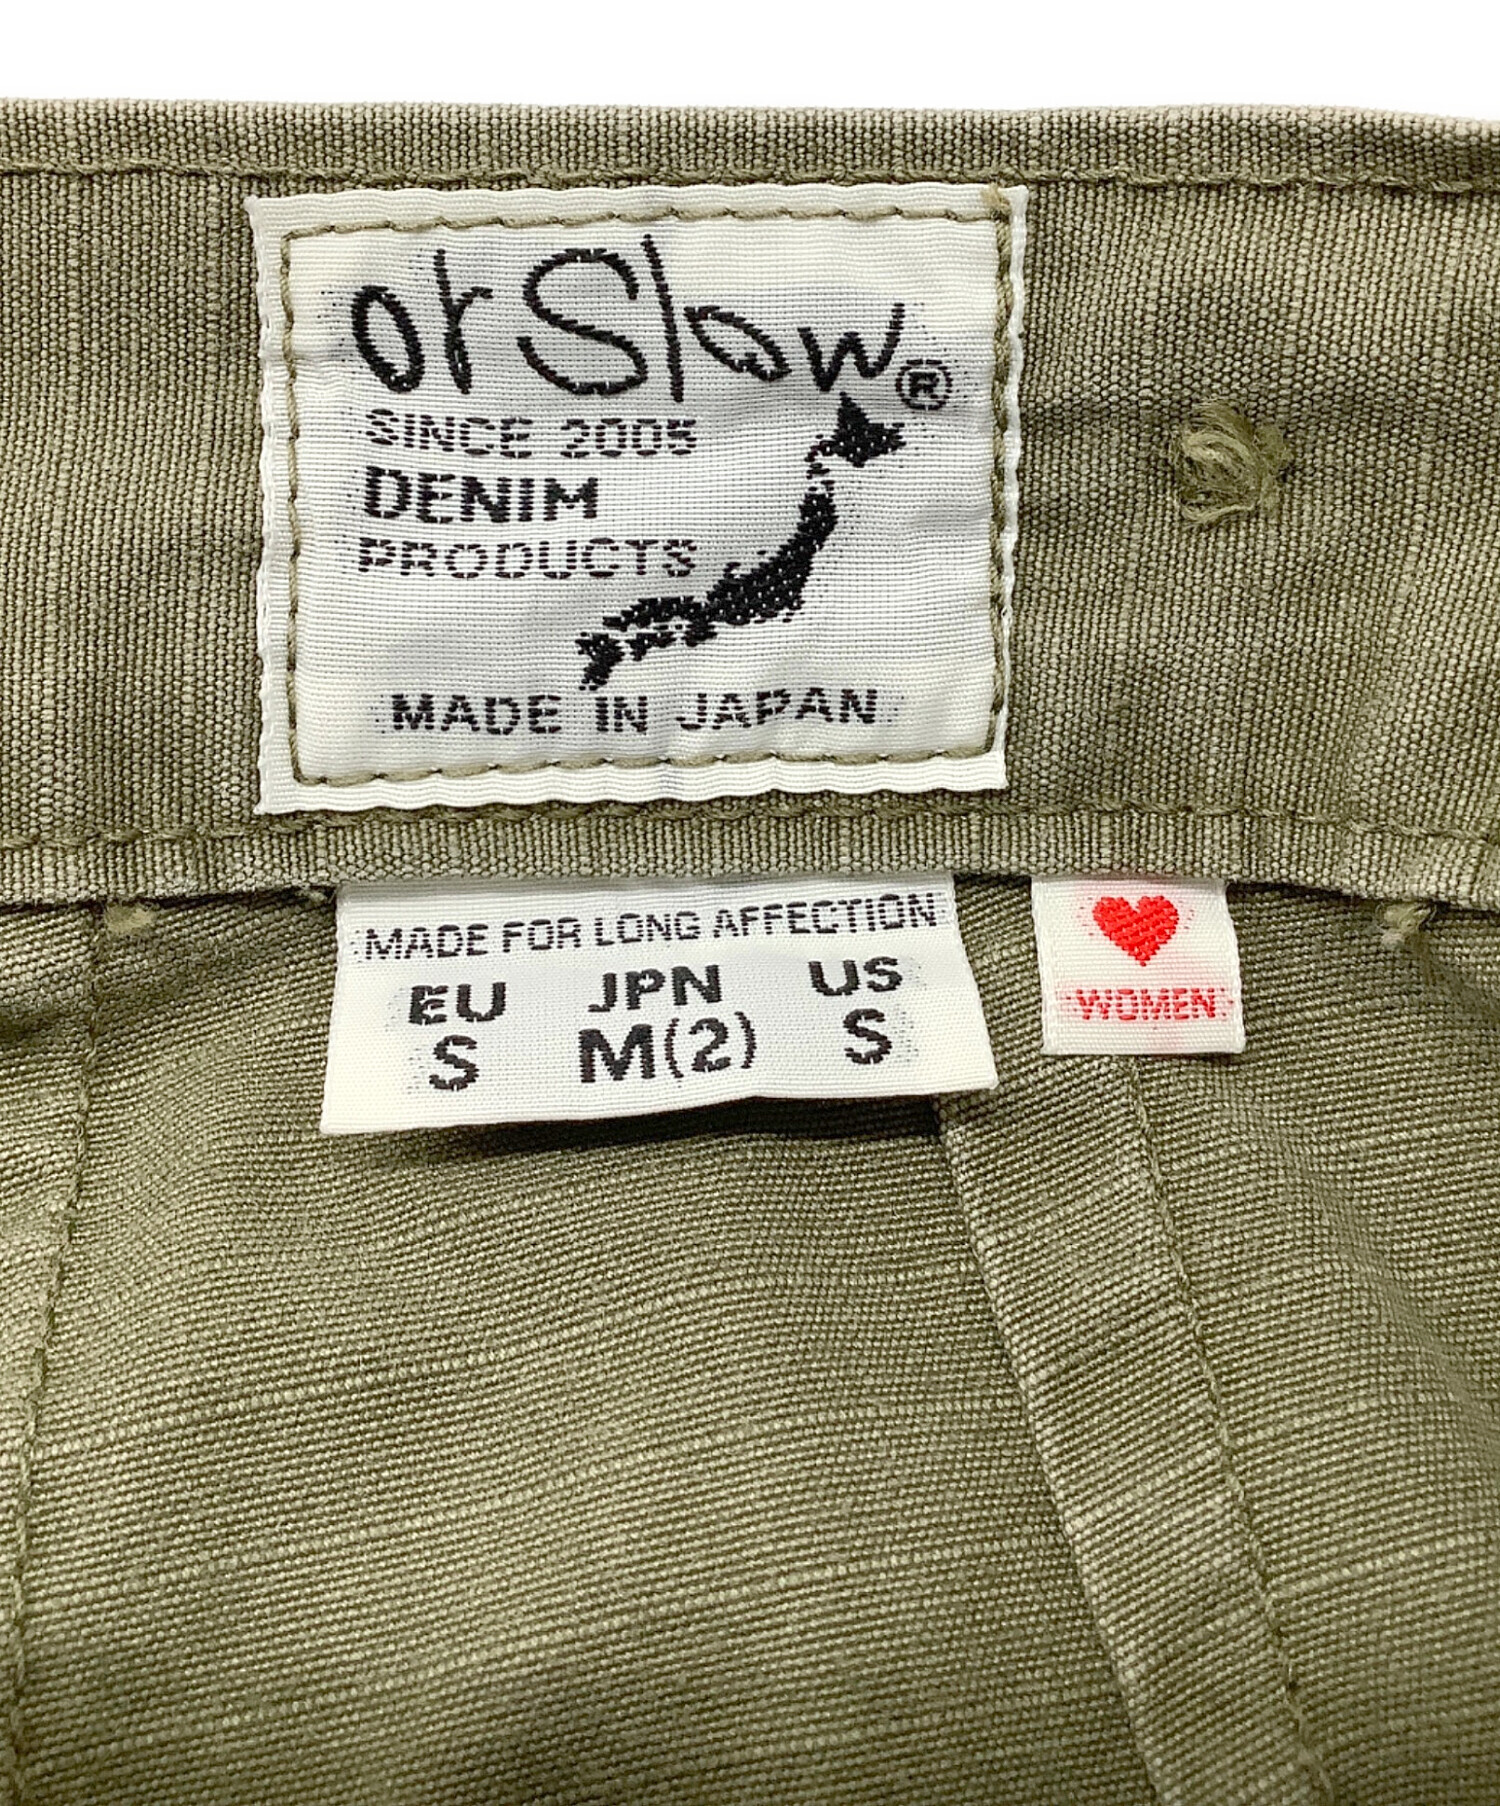 orSlow®
SINCE 2005
DENIM
PRODUCTS
MADE IN JAPAN
MADE FOR LONG AFFECTION
EU JPN US
S M(2) S
WOMEN